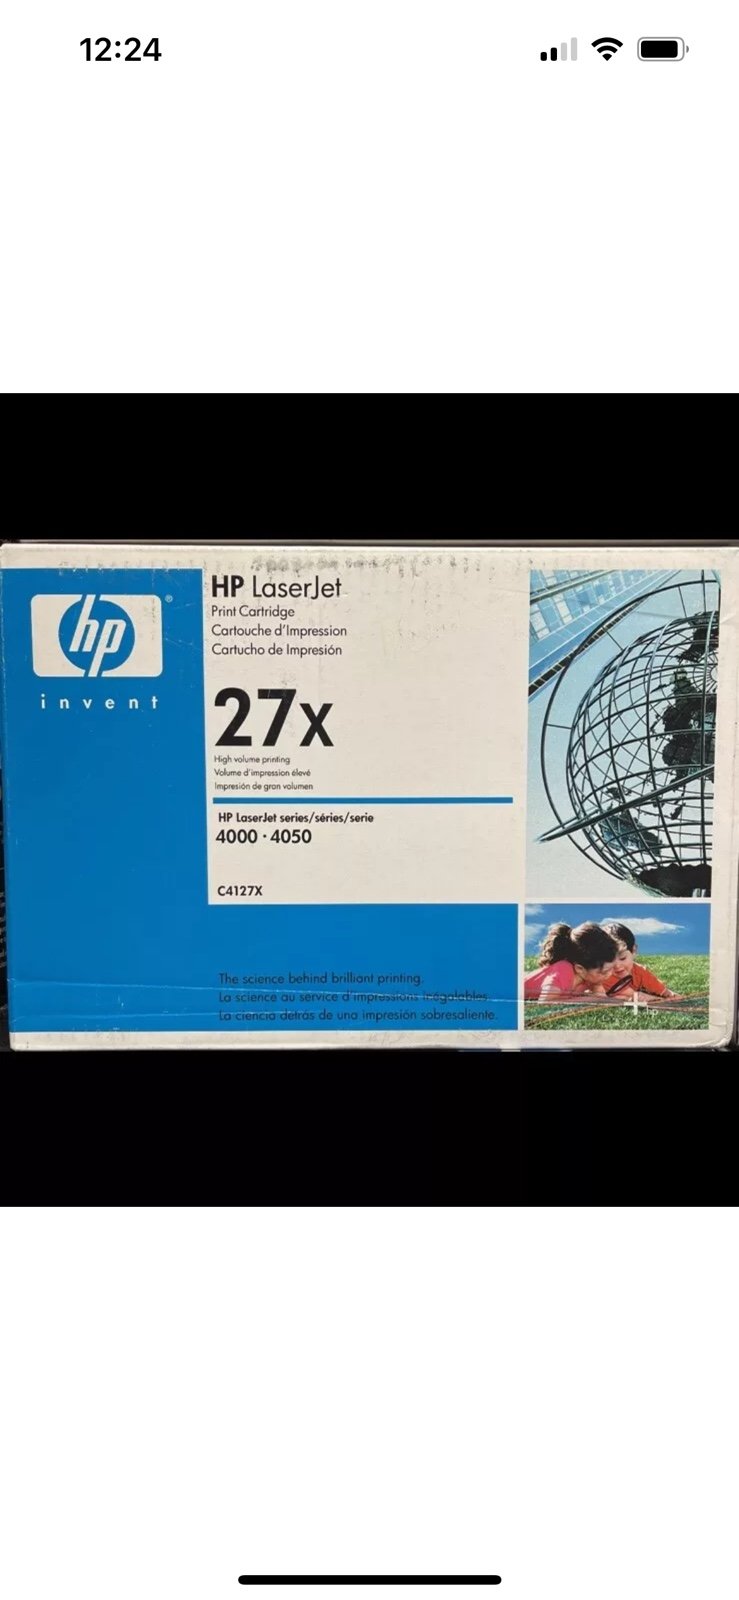 12:24
hp
®
invent
HP LaserJet
Print Cartridge
Cartouche d'Impression
Cartucho de Impresión
27x
High volume printing
Volume d'impression élevé
Impresión de gran volumen
HP LaserJet series/séries/serie
4000 · 4050
C4127X
The science behind brilliant printing.
La science au service d'impressions inégalables.
La ciencia detrás de una impresión sobresaliente.
+hp